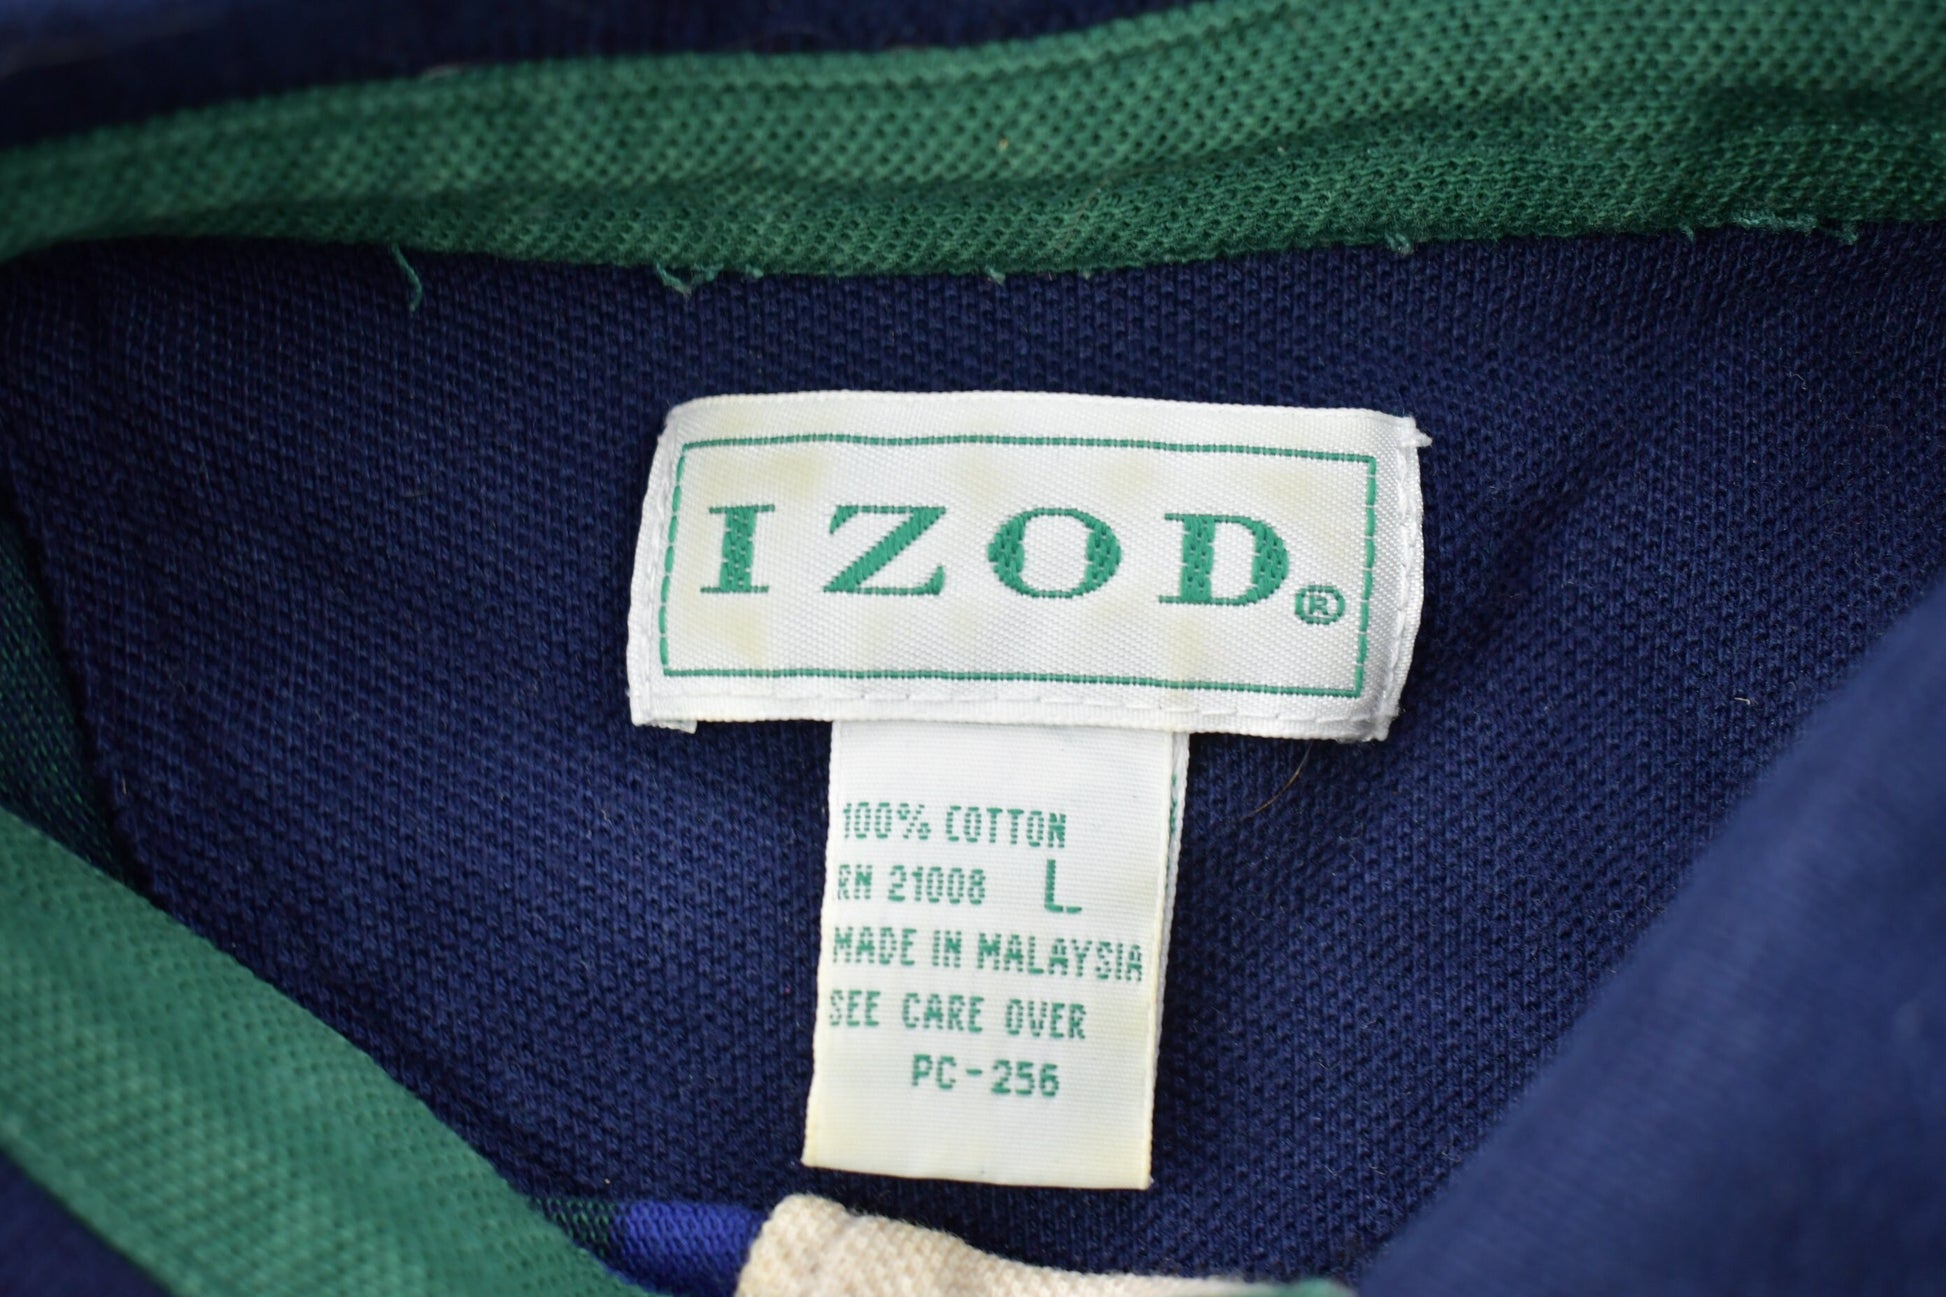 IZOD®
100% COTTON
RN 21008 L
MADE IN MALAYSIA
SEE CARE OVER
PC-256